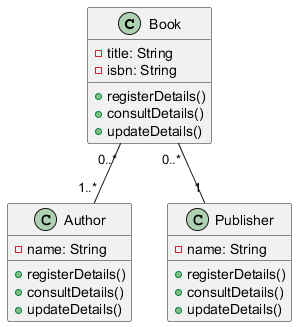 C Book
title: String
isbn: String
registerDetails()
consultDetails()
updateDetails()
0..* 0..*
1..* 1
C Author
name: String
registerDetails()
consultDetails()
updateDetails()
C Publisher
name: String
registerDetails()
consultDetails()
updateDetails()